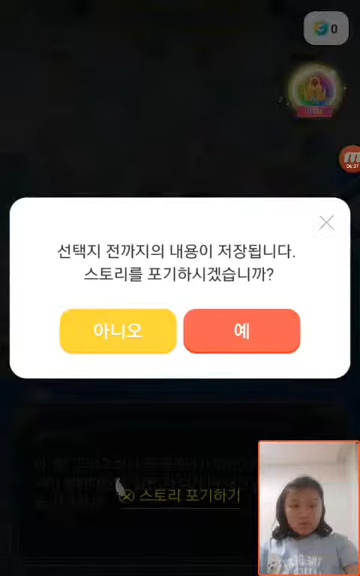 0
선택지 전까지의 내용이 저장됩니다.
스토리를 포기하시겠습니까?
아니오
예
스토리 포기하기